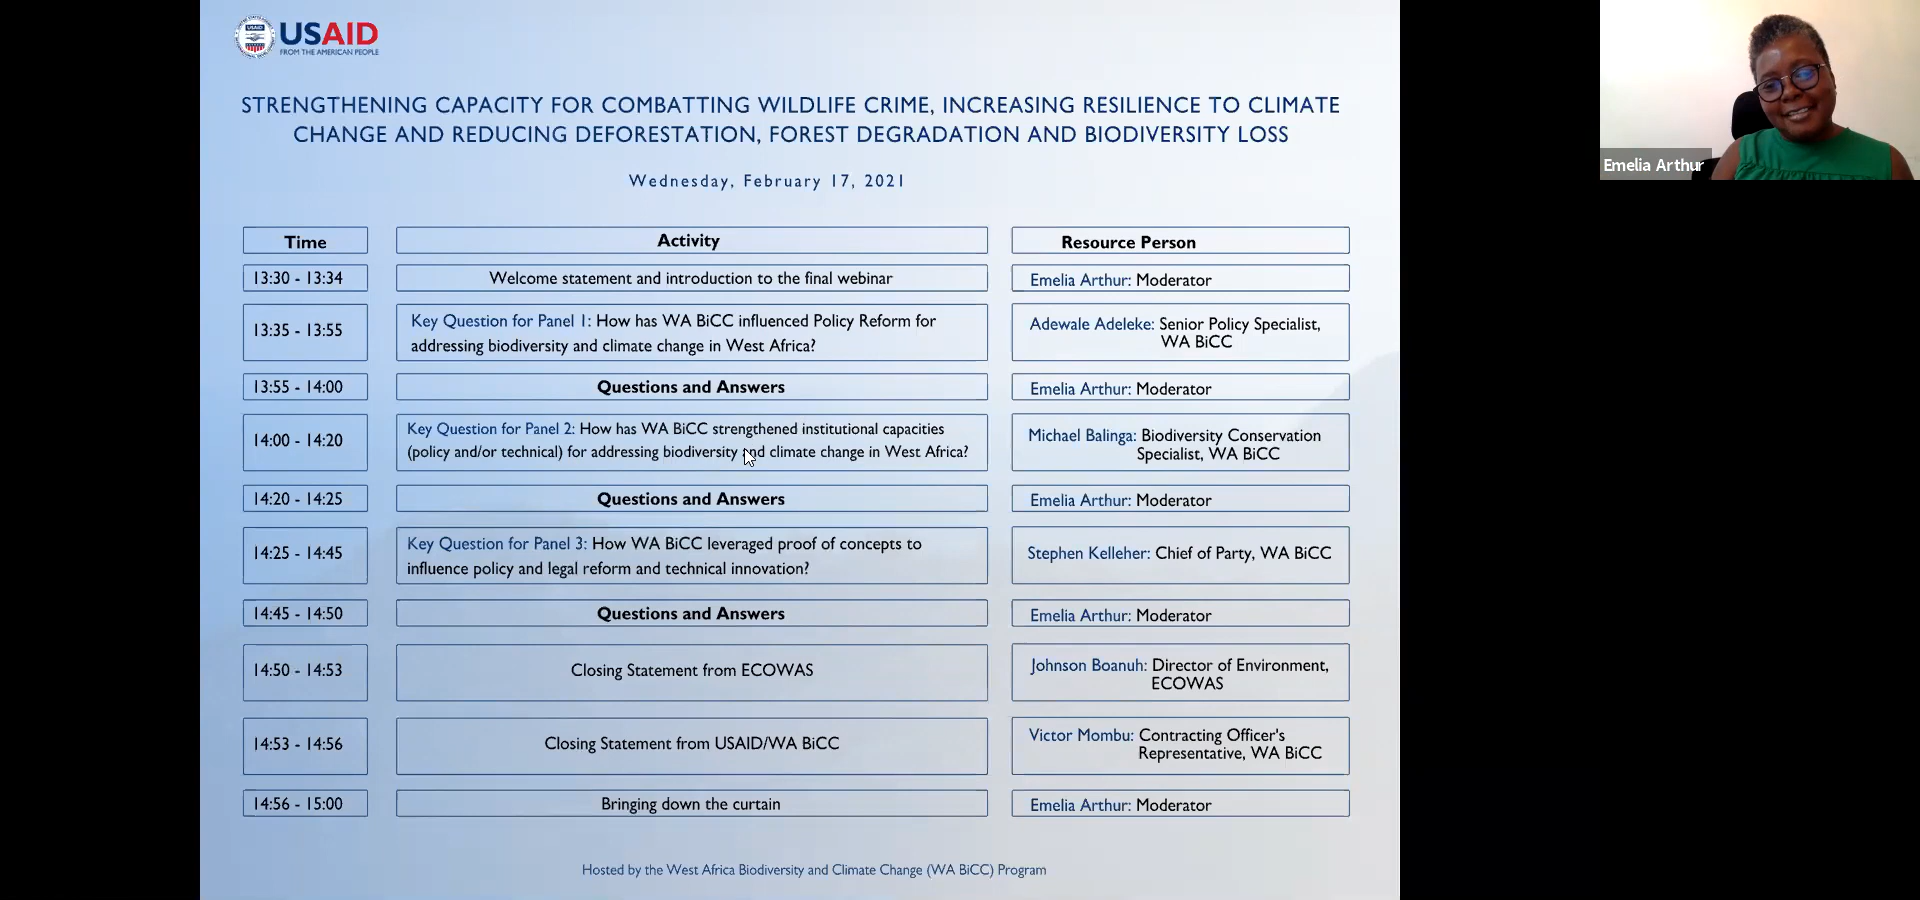 USAID
FROM THE AMERICAN PEOPLE
STRENGTHENING CAPACITY FOR COMBATTING WILDLIFE CRIME, INCREASING RESILIENCE TO CLIMATE
CHANGE AND REDUCING DEFORESTATION, FOREST DEGRADATION AND BIODIVERSITY LOSS
Wednesday, February 17, 2021
Time
Activity
Resource Person
13:30 - 13:34
Welcome statement and introduction to the final webinar
Emelia Arthur: Moderator
13:35 - 13:55
Key Question for Panel 1: How has WA BiCC influenced Policy Reform for
addressing biodiversity and climate change in West Africa?
Adewale Adeleke: Senior Policy Specialist,
WA BiCC
13:55 - 14:00
Questions and Answers
Emelia Arthur: Moderator
14:00 - 14:20
Key Question for Panel 2: How has WA BiCC strengthened institutional capacities
(policy and/or technical) for addressing biodiversity and climate change in West Africa?
Michael Balinga: Biodiversity Conservation
Specialist, WA BiCC
14:20 - 14:25
Questions and Answers
Emelia Arthur: Moderator
14:25 - 14:45
Key Question for Panel 3: How WA BiCC leveraged proof of concepts to
influence policy and legal reform and technical innovation?
Stephen Kelleher: Chief of Party, WA BiCC
14:45 - 14:50
Questions and Answers
Emelia Arthur: Moderator
14:50 - 14:53
Closing Statement from ECOWAS
Johnson Boanuh: Director of Environment,
ECOWAS
14:53 - 14:56
Closing Statement from USAID/WA BiCC
Victor Mombu: Contracting Officer's
Representative, WA BiCC
14:56 - 15:00
Bringing down the curtain
Emelia Arthur: Moderator
Hosted by the West Africa Biodiversity and Climate Change (WA BiCC) Program
Emelia Arthur